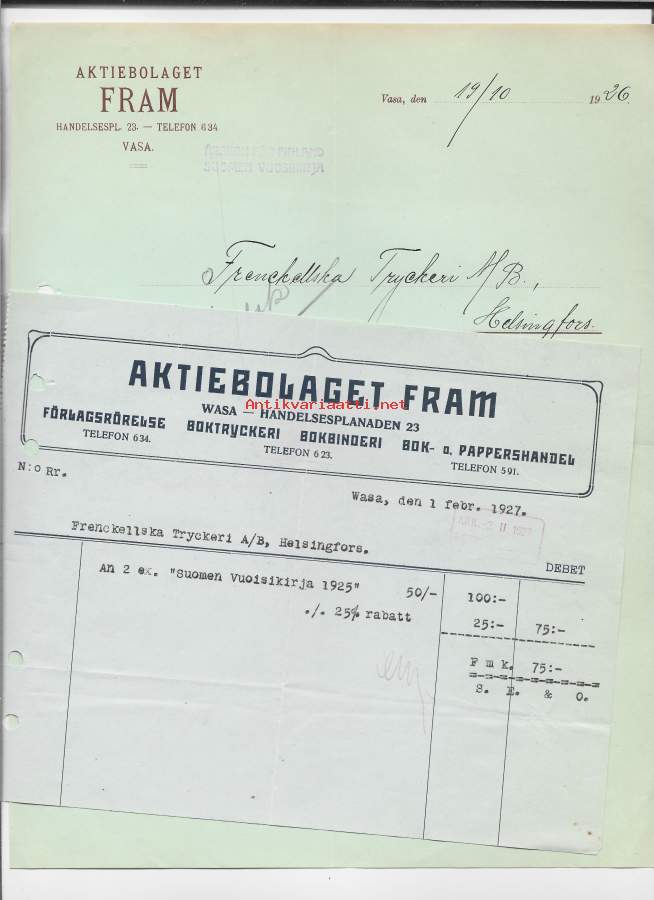 AKTIEBOLAGET
FRAM
HANDELSESPL. 23. — TELEFON 634.
VASA.
Vasa, den 19/10 1926.
Frenckellska Tryckeri A/B.,
Helsingfors.
AKTIEBOLAGET FRAM
Antikvariaatti.net
WASA — HANDELSESPLANADEN 23
FÖRLAGSRÖRELSE BOKTRYCKERI BOKBINDERI BOK- o. PAPPERSHANDEL
TELEFON 634. TELEFON 623. TELEFON 591.
N:o Rr.
Wasa, den 1 febr. 1927.
Frenckellska Tryckeri A/B, Helsingfors.
DEBET
An 2 ex. "Suomen Vuoisikirja 1925" 50/- 100:-
./. 25% rabatt 25:- 75:-
Fmk. 75:-
S. E. & O.